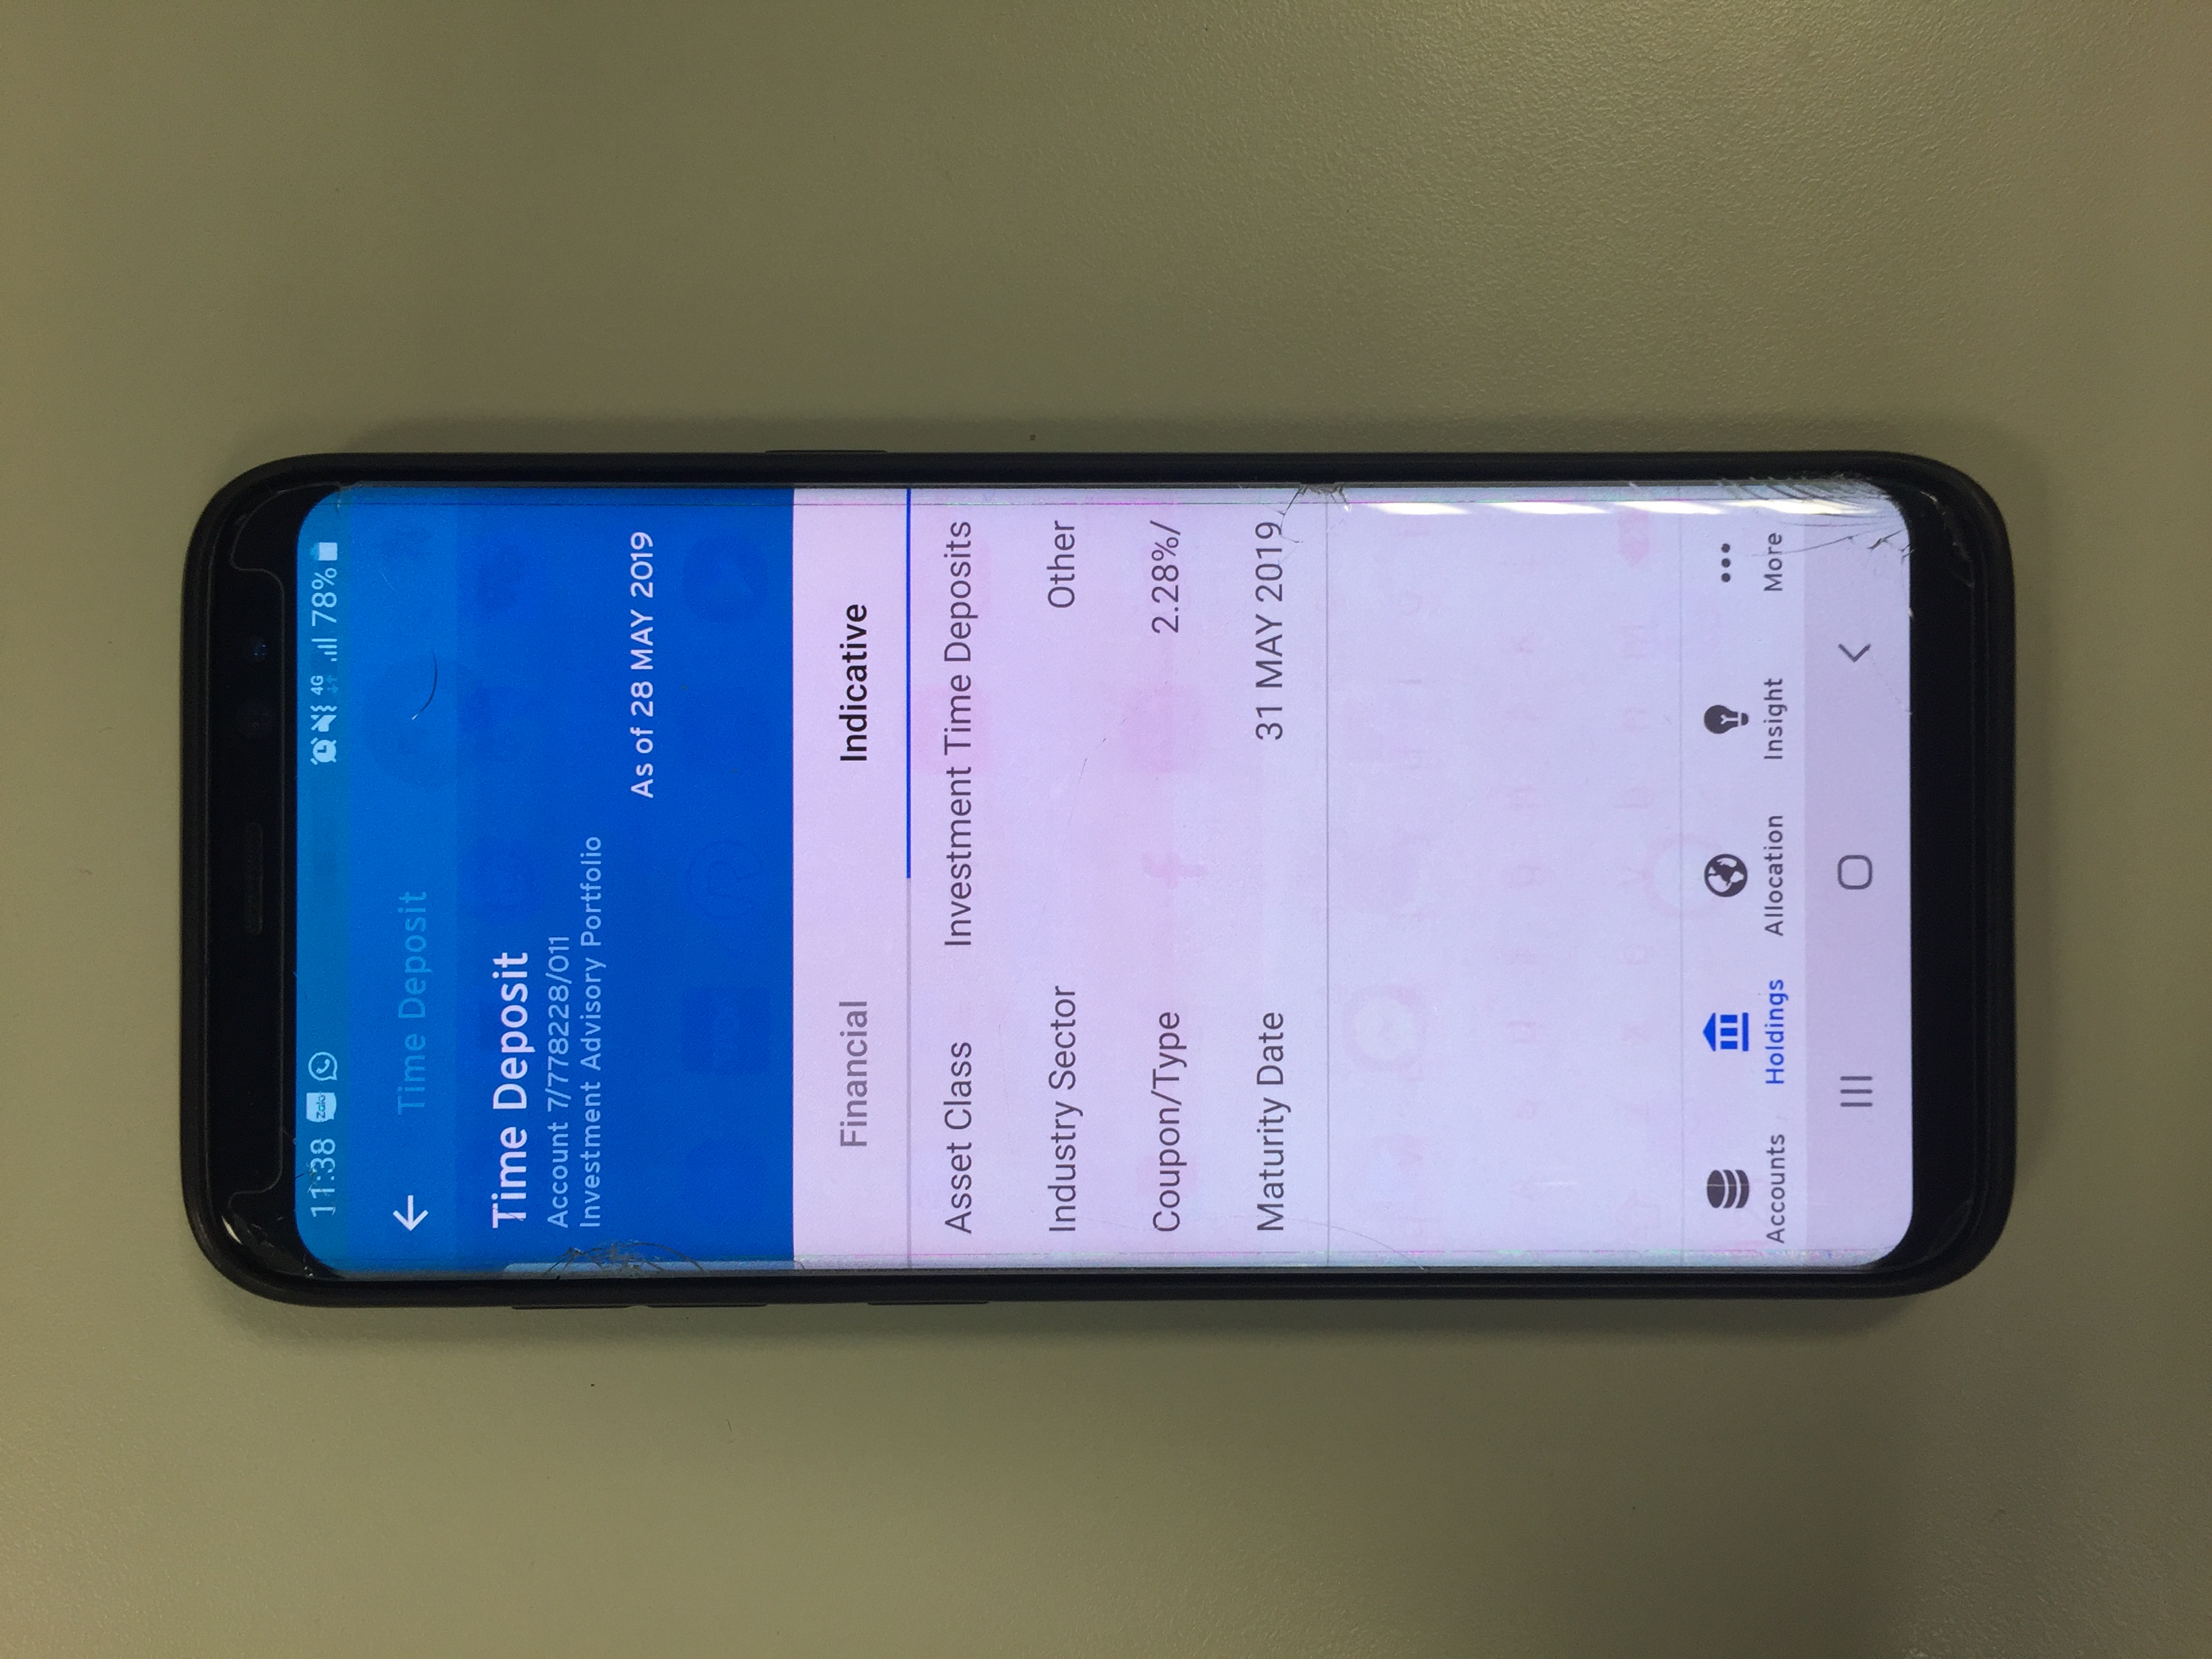 11:38 Zalo 4G 78%
Time Deposit
Time Deposit
Account 7/778228/011
Investment Advisory Portfolio
As of 28 MAY 2019
Financial Indicative
Asset Class Investment Time Deposits
Industry Sector Other
Coupon/Type 2.28%/
Maturity Date 31 MAY 2019
Accounts Holdings Allocation Insight More